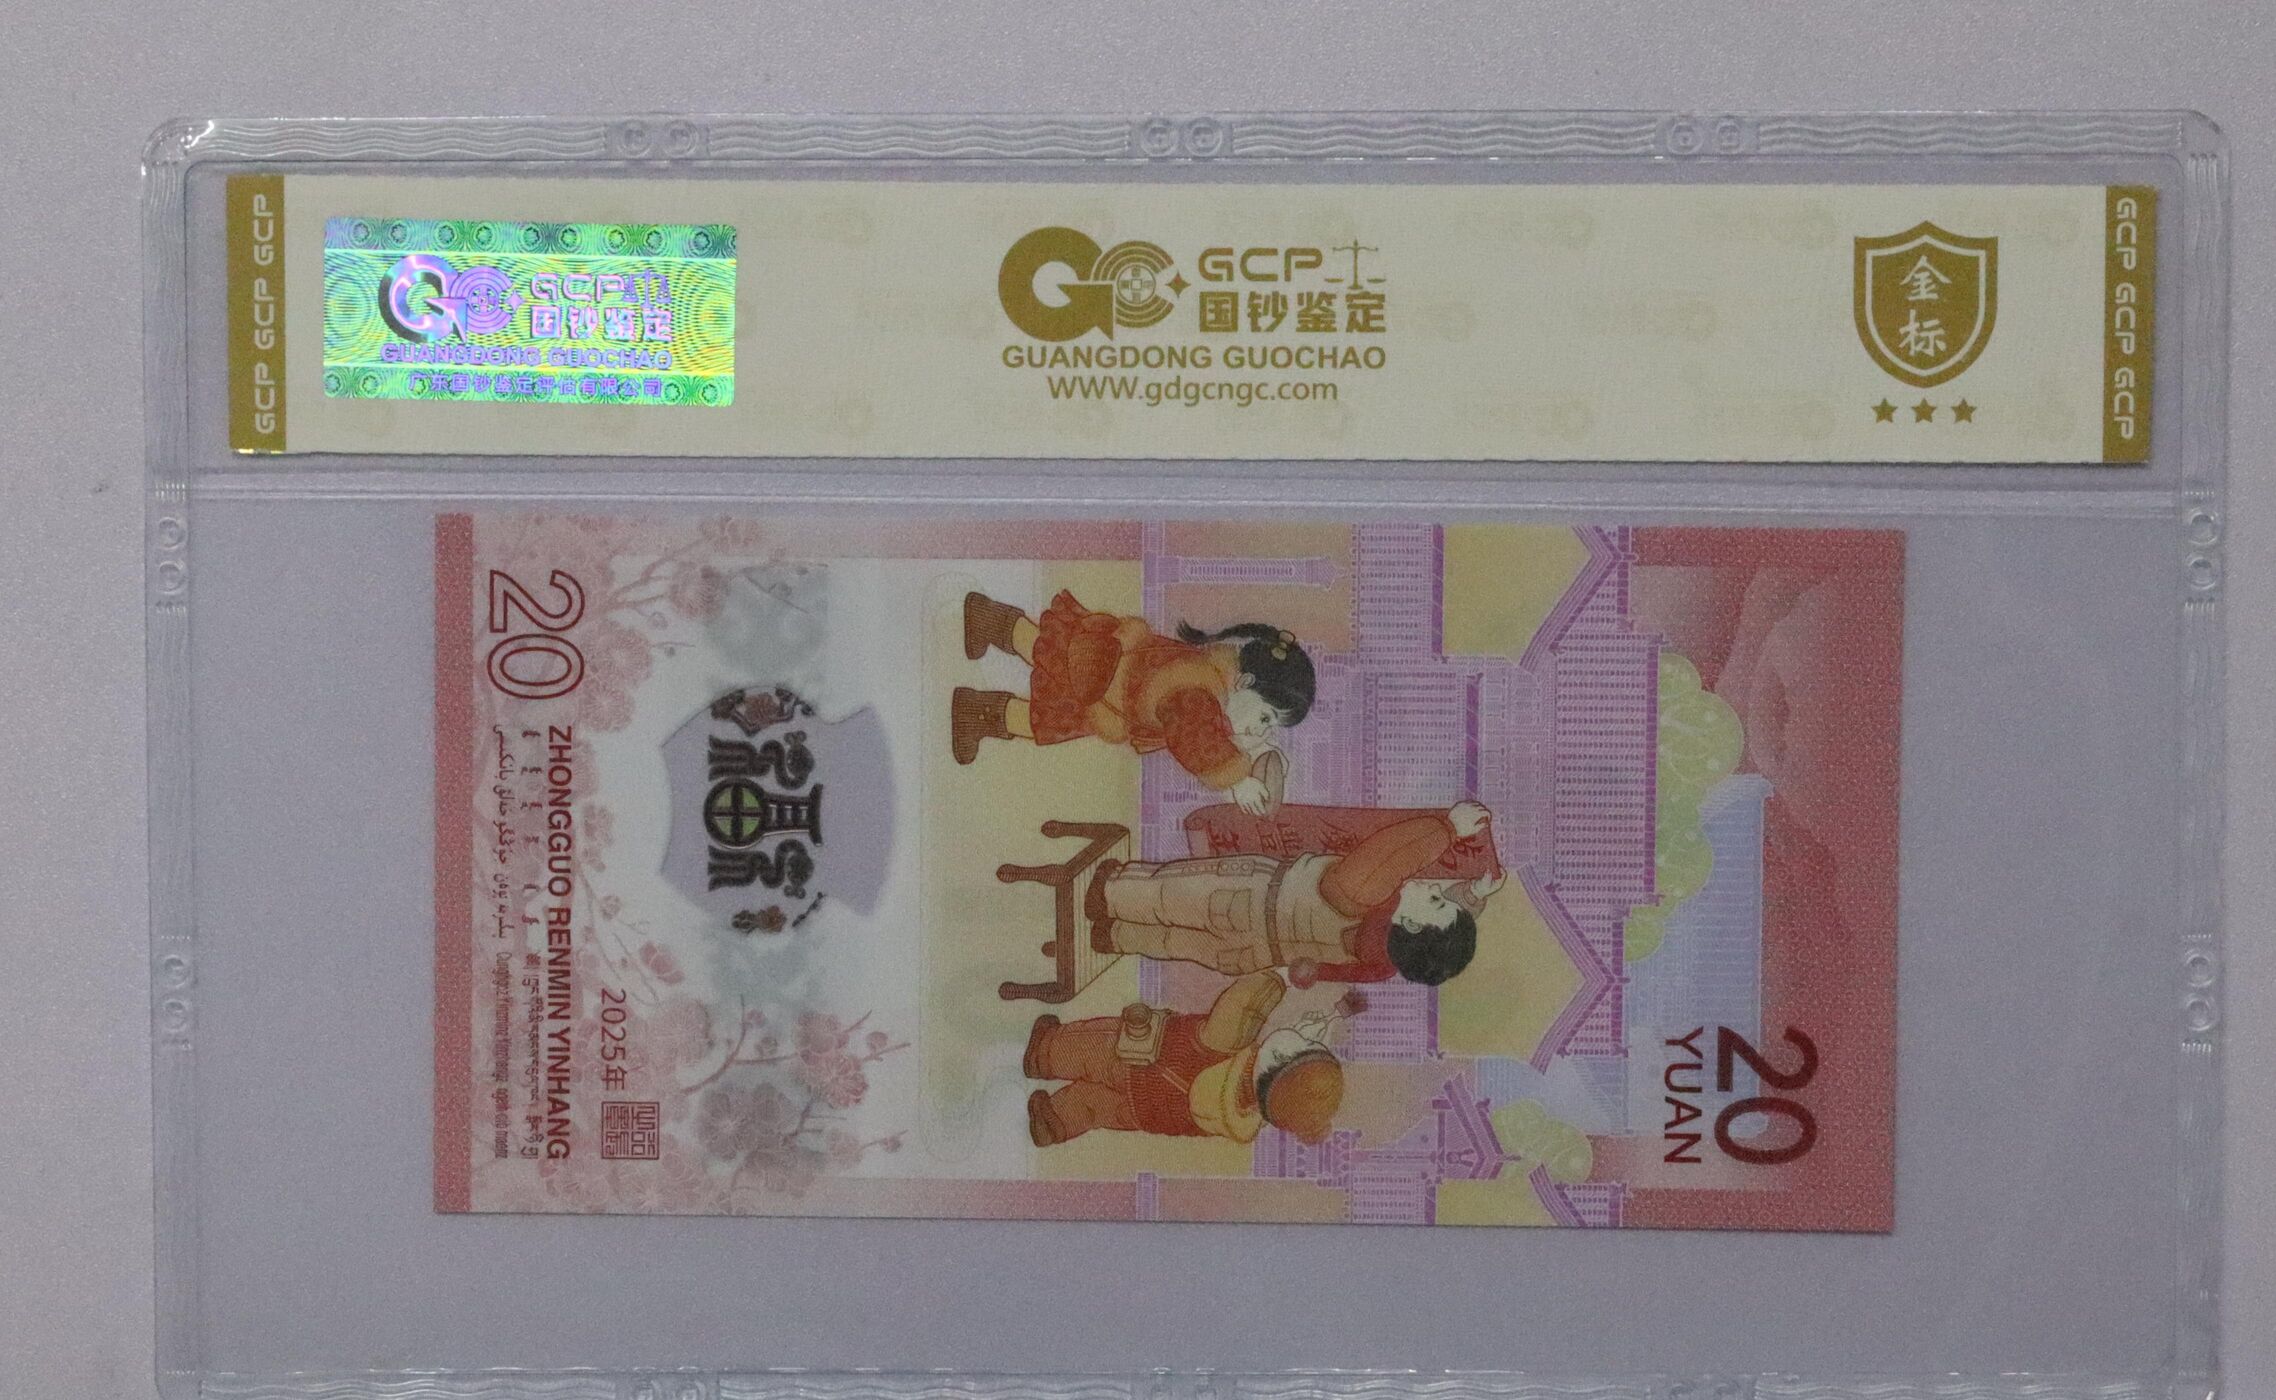 GCP GCP GCP
GCP
国钞鉴定
GUANGDONG GUOCHAO
广东国钞鉴定评估有限公司
GCP
国钞鉴定
GUANGDONG GUOCHAO
WWW.gdgcngc.com
金
标
GCP GCP GCP
20
YUAN
2025年
ZHONGGUO RENMIN YINHANG
20